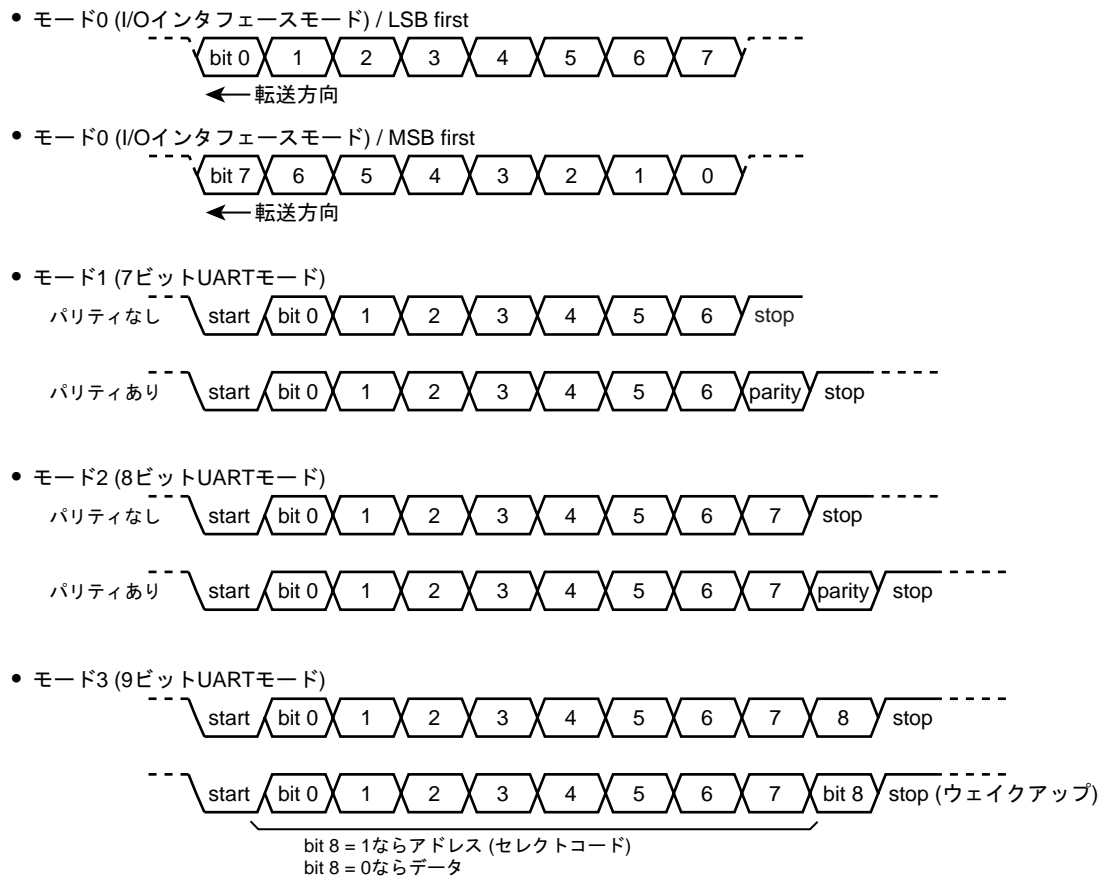 • モード0 (I/Oインタフェースモード) / LSB first
bit 0 1 2 3 4 5 6 7
転送方向
• モード0 (I/Oインタフェースモード) / MSB first
bit 7 6 5 4 3 2 1 0
転送方向
• モード1 (7ビットUARTモード)
パリティなし start bit 0 1 2 3 4 5 6 stop
パリティあり start bit 0 1 2 3 4 5 6 parity stop
• モード2 (8ビットUARTモード)
パリティなし start bit 0 1 2 3 4 5 6 7 stop
パリティあり start bit 0 1 2 3 4 5 6 7 parity stop
• モード3 (9ビットUARTモード)
start bit 0 1 2 3 4 5 6 7 8 stop
start bit 0 1 2 3 4 5 6 7 bit 8 stop (ウェイクアップ)
bit 8 = 1ならアドレス (セレクトコード)
bit 8 = 0ならデータ